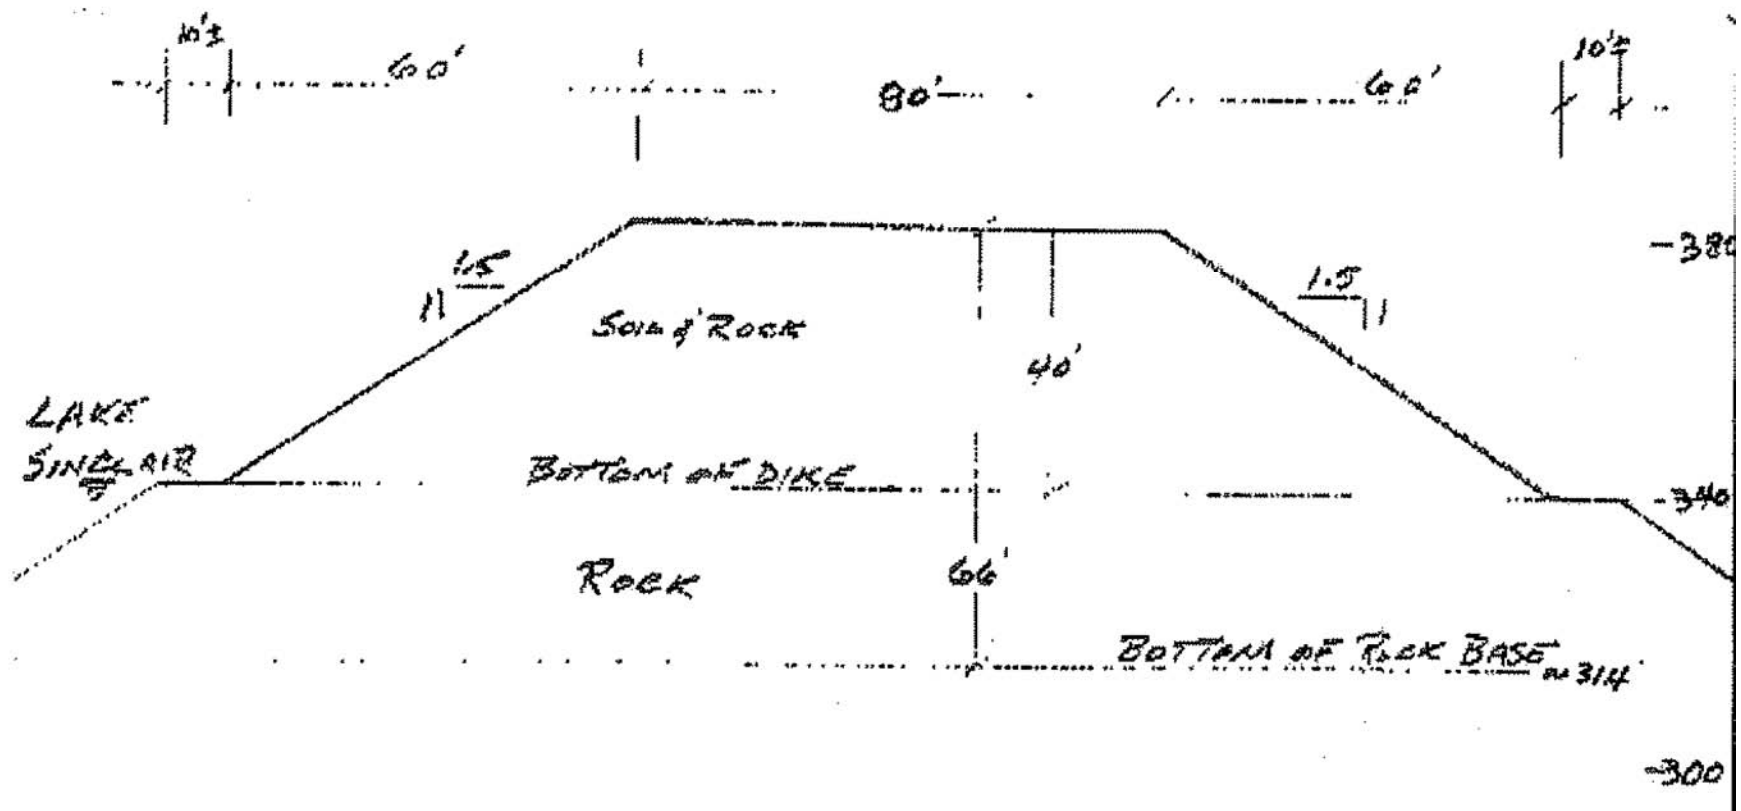 10'± 60' 80' 60' 10'±
-380
1.5
1
1.5
1
SOIL & ROCK
40'
LAKE
SINCLAIR
BOTTOM OF DIKE
-340
ROCK
66'
BOTTOM OF ROCK BASE ~314'
-300